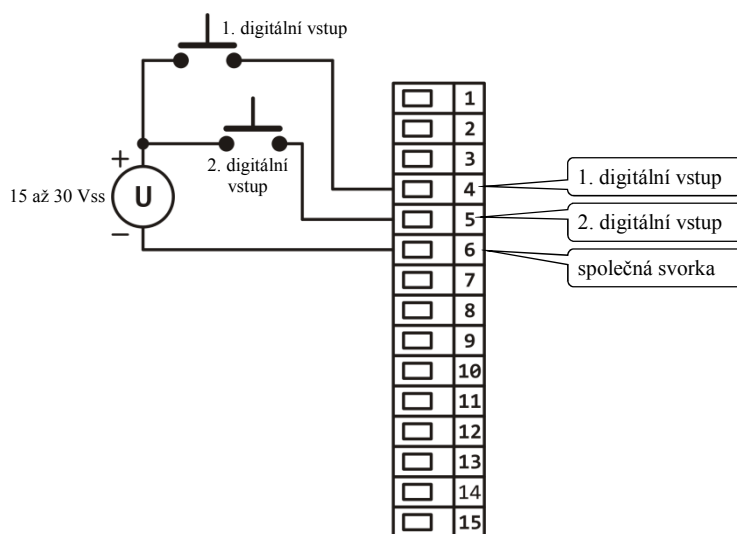 1. digitální vstup
2. digitální
vstup
+
15 až 30 Vss
U
−
1
2
3
4
5
6
7
8
9
10
11
12
13
14
15
1. digitální vstup
2. digitální vstup
společná svorka